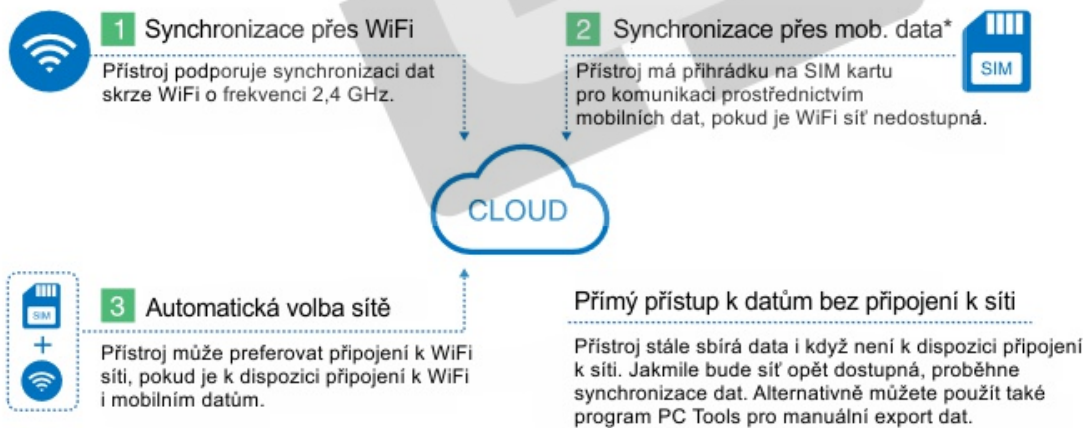 1 Synchronizace přes WiFi
Přístroj podporuje synchronizaci dat
skrze WiFi o frekvenci 2,4 GHz.
2 Synchronizace přes mob. data*
Přístroj má přihrádku na SIM kartu
pro komunikaci prostřednictvím
mobilních dat, pokud je WiFi síť nedostupná.
SIM
CLOUD
SIM
+
3 Automatická volba sítě
Přístroj může preferovat připojení k WiFi
síti, pokud je k dispozici připojení k WiFi
i mobilním datům.
Přímý přístup k datům bez připojení k síti
Přístroj stále sbírá data i když není k dispozici připojení
k síti. Jakmile bude síť opět dostupná, proběhne
synchronizace dat. Alternativně můžete použít také
program PC Tools pro manuální export dat.